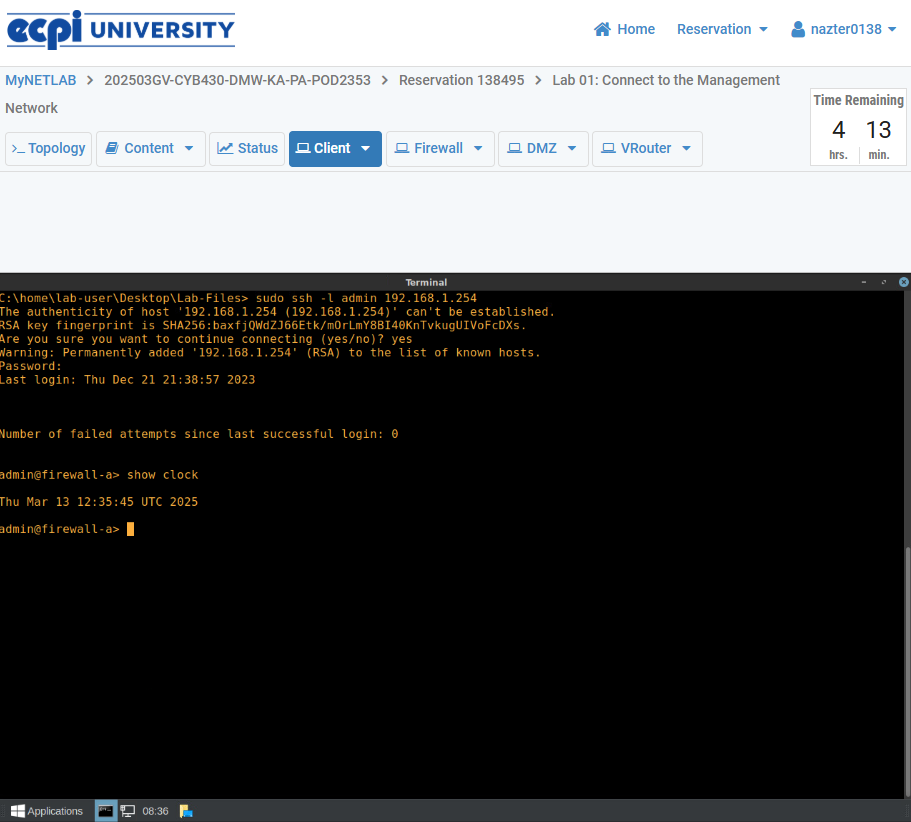 ecpi UNIVERSITY
Home Reservation nazter0138
MyNETLAB > 202503GV-CYB430-DMW-KA-PA-POD2353 > Reservation 138495 > Lab 01: Connect to the Management
Network
Time Remaining
4 13
hrs. min.
>_ Topology Content Status Client Firewall DMZ VRouter
Terminal
C:\home\lab-user\Desktop\Lab-Files> sudo ssh -l admin 192.168.1.254
The authenticity of host '192.168.1.254 (192.168.1.254)' can't be established.
RSA key fingerprint is SHA256:baxfjQWdZJ66Etk/mOrLmY8BI40KnTvkugUIVoFcDXs.
Are you sure you want to continue connecting (yes/no)? yes
Warning: Permanently added '192.168.1.254' (RSA) to the list of known hosts.
Password:
Last login: Thu Dec 21 21:38:57 2023
Number of failed attempts since last successful login: 0
admin@firewall-a> show clock
Thu Mar 13 12:35:45 UTC 2025
admin@firewall-a>
Applications 08:36